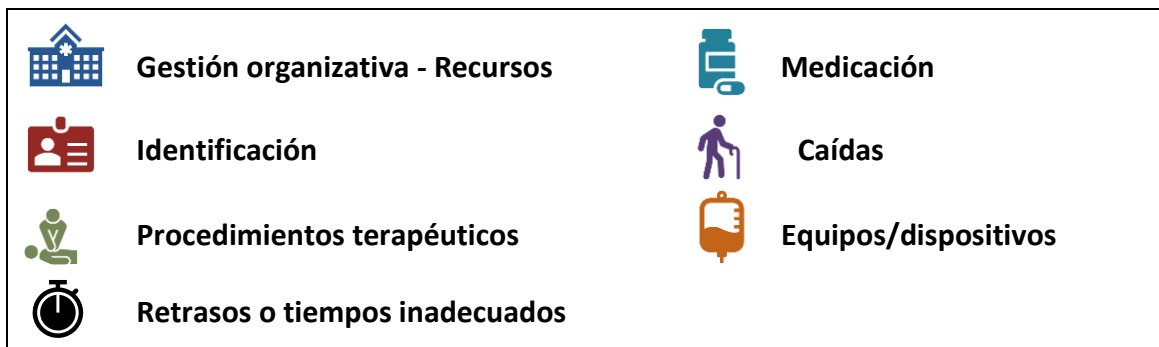 Gestión organizativa - Recursos
Medicación
Identificación
Caídas
Procedimientos terapéuticos
Equipos/dispositivos
Retrasos o tiempos inadecuados